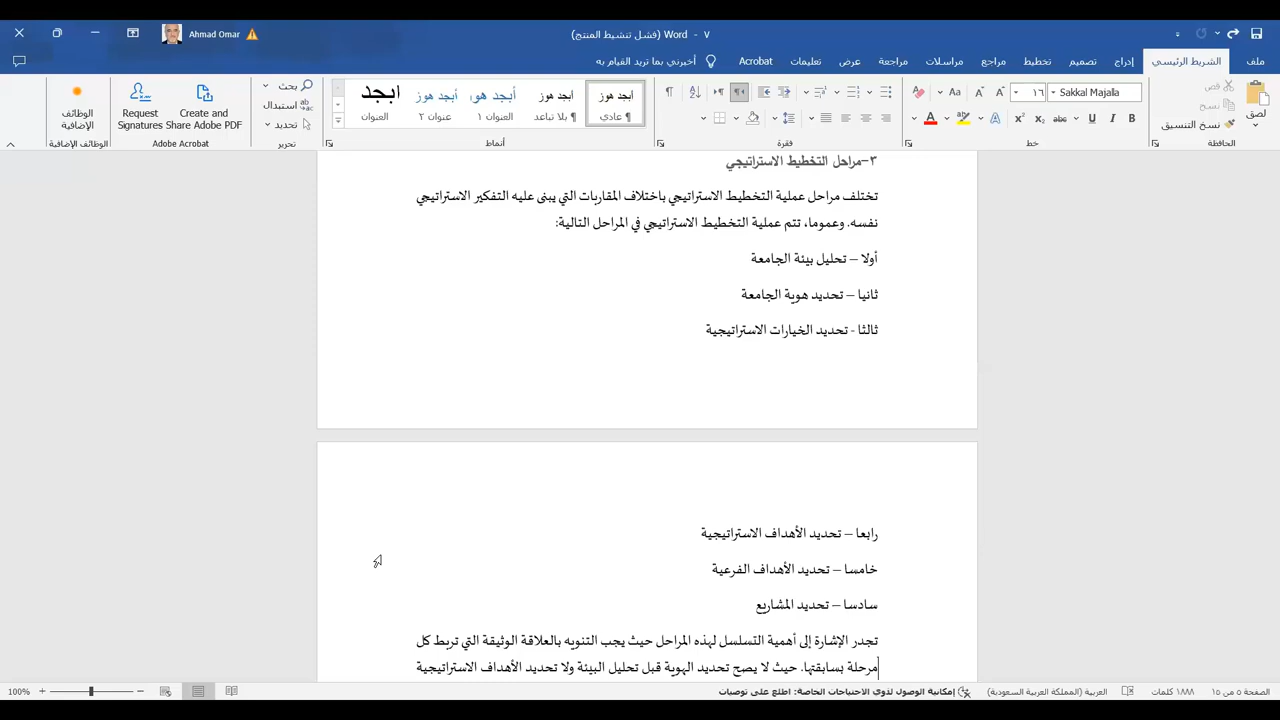 Ahmad Omar
Word (فشل تنشيط المنتج) -
ملف
الشريط الرئيسي
إدراج
تصميم
تخطيط
مراجع
مراسلات
مراجعة
عرض
تعليمات
Acrobat
أخبرني بما تريد القيام به
لصق
قص
نسخ
نسخ التنسيق
الحافظة
Sakkal Majalla
١٦
خط
فقرة
أبجد هوز
عادي ¶
أبجد هوز
بلا تباعد ¶
أبجد هو،
العنوان ١
أبجد هوز
عنوان ٢
ابجد
العنوان
أنماط
بحث
استبدال
تحديد
تحرير
Create and Share Adobe PDF
Request Signatures
Adobe Acrobat
الوظائف الإضافية
الوظائف الإضافية
٣-مراحل التخطيط الاستراتيجي
تختلف مراحل عملية التخطيط الاستراتيجي باختلاف المقاربات التي يبنى عليه التفكير الاستراتيجي
نفسه. وعموما، تتم عملية التخطيط الاستراتيجي في المراحل التالية:
أولا – تحليل بيئة الجامعة
ثانيا – تحديد هوية الجامعة
ثالثا - تحديد الخيارات الاستراتيجية
رابعا – تحديد الأهداف الاستراتيجية
خامسا – تحديد الأهداف الفرعية
سادسا – تحديد المشاريع
تجدر الإشارة إلى أهمية التسلسل لهذه المراحل حيث يجب التنويه بالعلاقة الوثيقة التي تربط كل
مرحلة بسابقتها. حيث لا يصح تحديد الهوية قبل تحليل البيئة ولا تحديد الأهداف الاستراتيجية
الصفحة ٥ من ١٥
١٨٨٨ كلمات
العربية (المملكة العربية السعودية)
إمكانية الوصول لذوي الاحتياجات الخاصة: اطلع على توصيات
100%